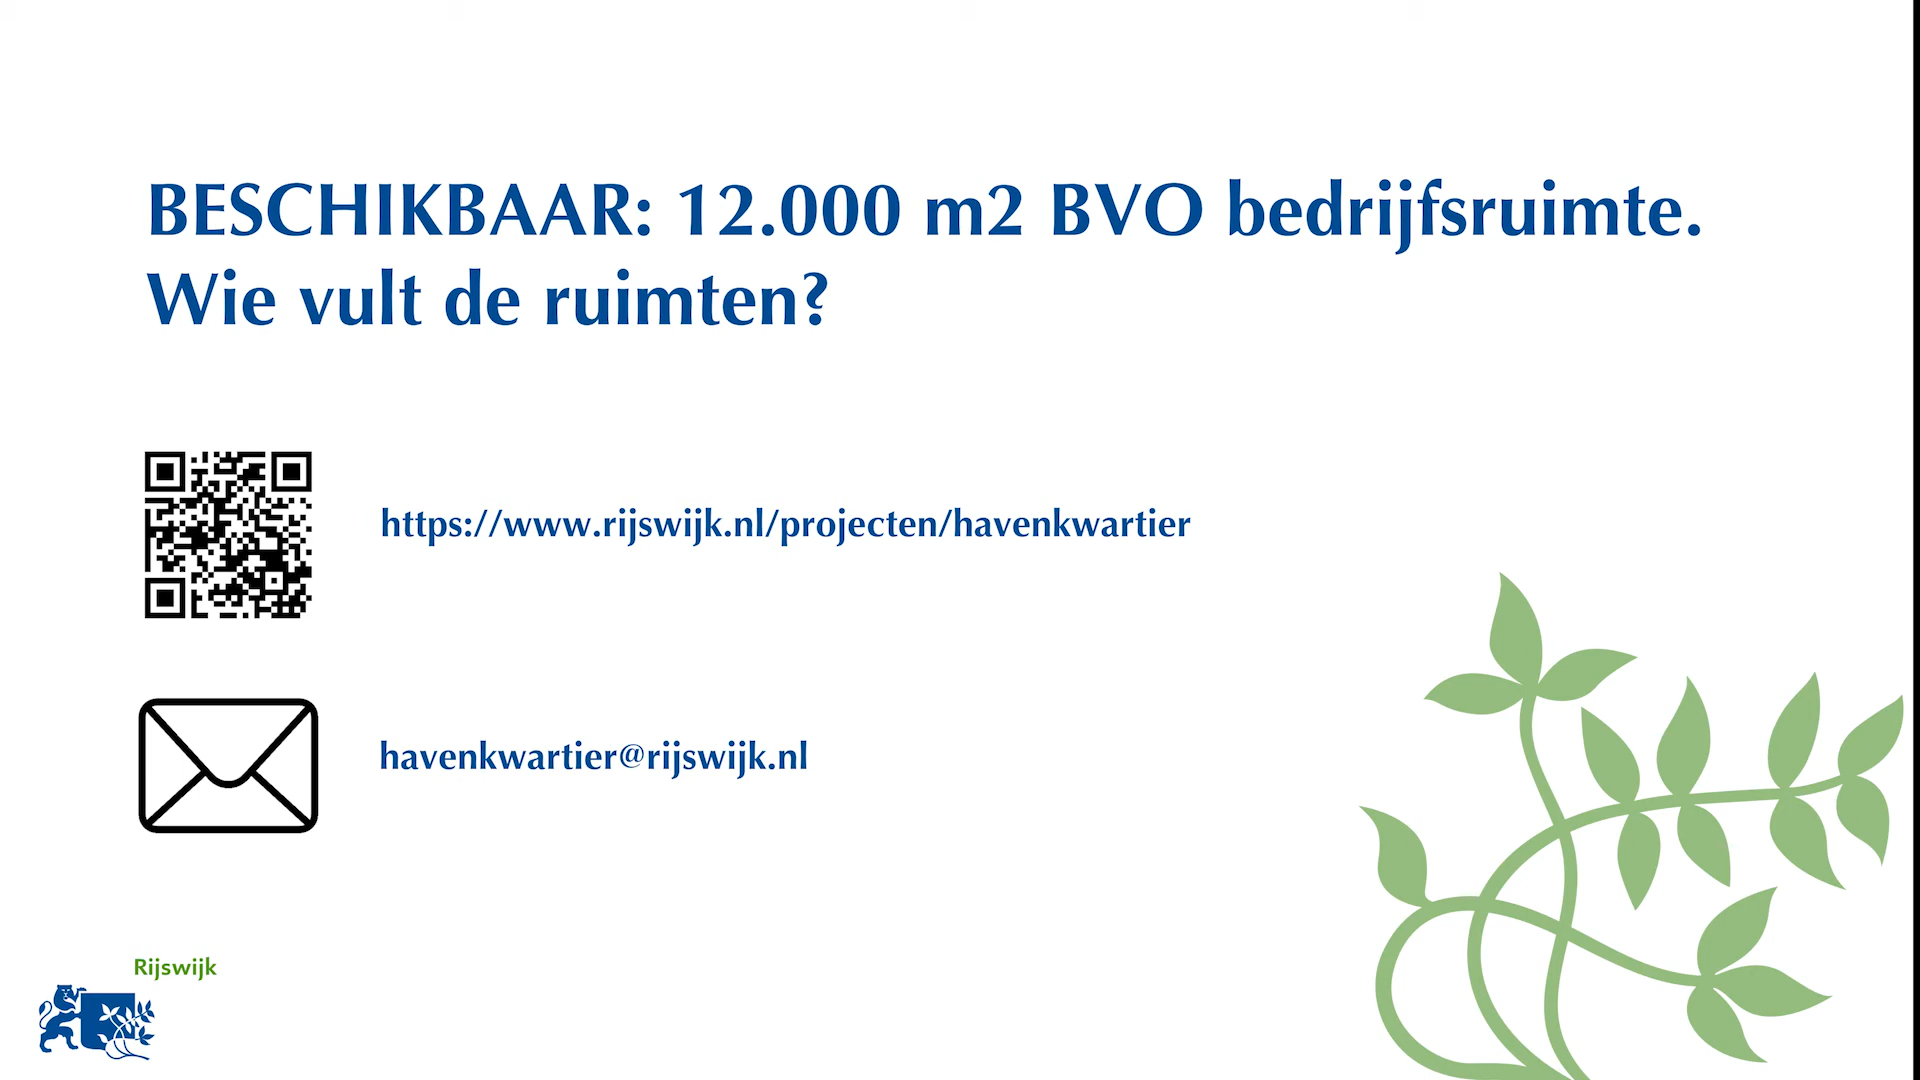 BESCHIKBAAR: 12.000 m2 BVO bedrijfsruimte.
Wie vult de ruimten?
https://www.rijswijk.nl/projecten/havenkwartier
havenkwartier@rijswijk.nl
Rijswijk